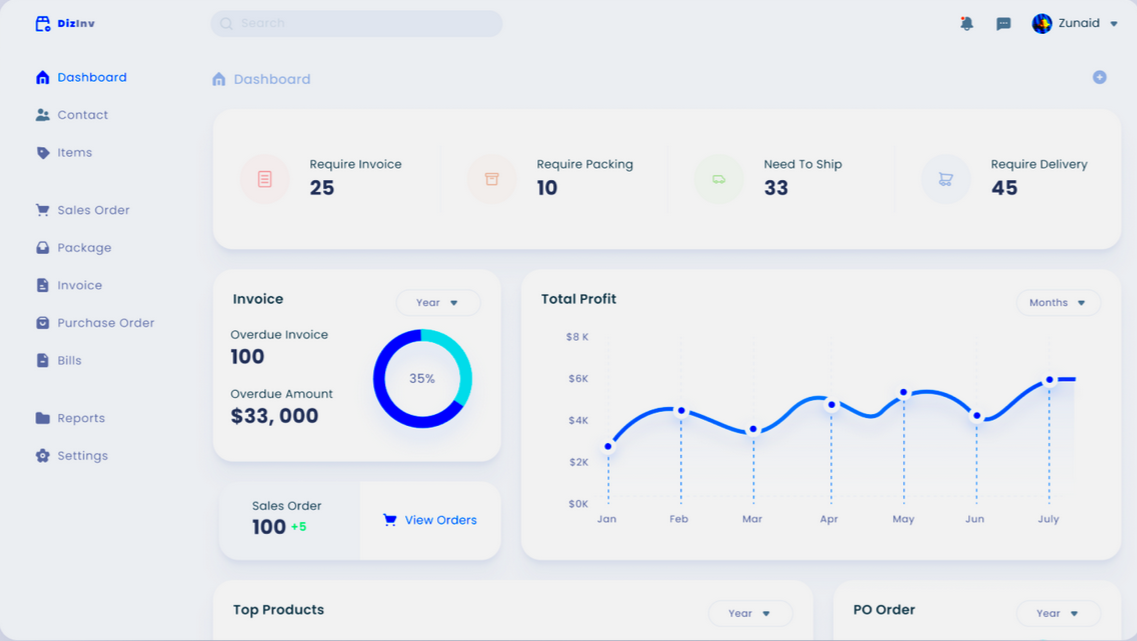 DizInv
Search
Zunaid
Dashboard
Contact
Items
Sales Order
Package
Invoice
Purchase Order
Bills
Reports
Settings
Dashboard
Require Invoice
25
Require Packing
10
Need To Ship
33
Require Delivery
45
Invoice
Year
Overdue Invoice
100
Overdue Amount
$33, 000
35%
Sales Order
100 +5
View Orders
Total Profit
Months
$8 K
$6K
$4K
$2K
$0K
Jan Feb Mar Apr May Jun July
Top Products
Year
PO Order
Year